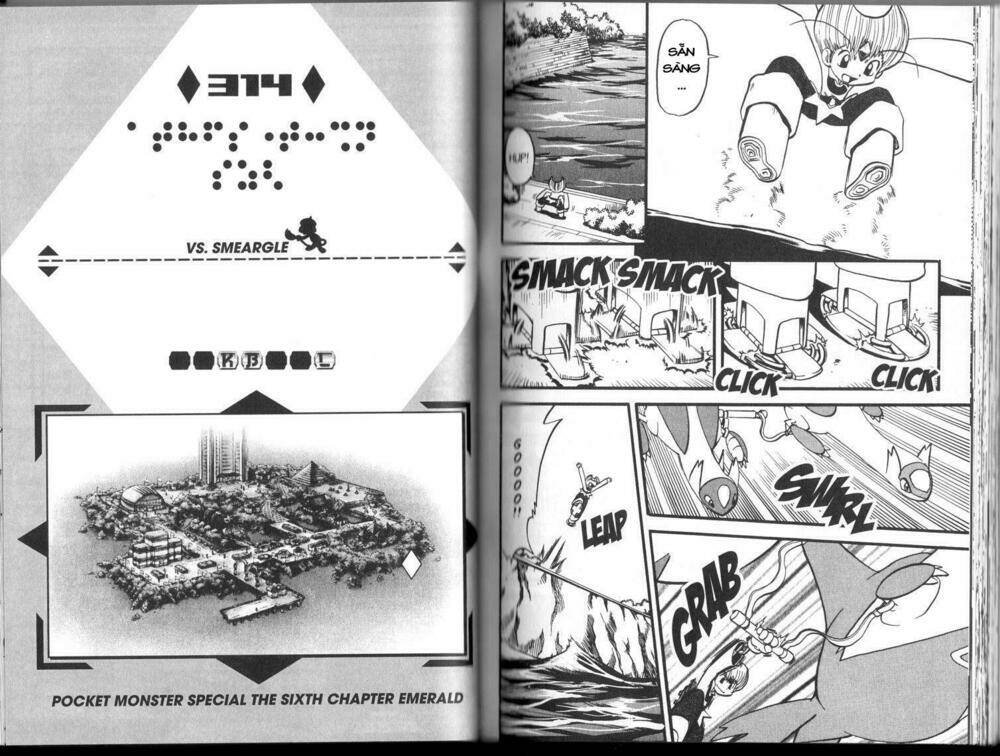 314
VS. SMEARGLE
POCKET MONSTER SPECIAL THE SIXTH CHAPTER EMERALD
SẴN
SÀNG
...
HUP!
SMACK SMACK
CLICK
CLICK
GOOOO!!
LEAP
SWIRL
GRAB